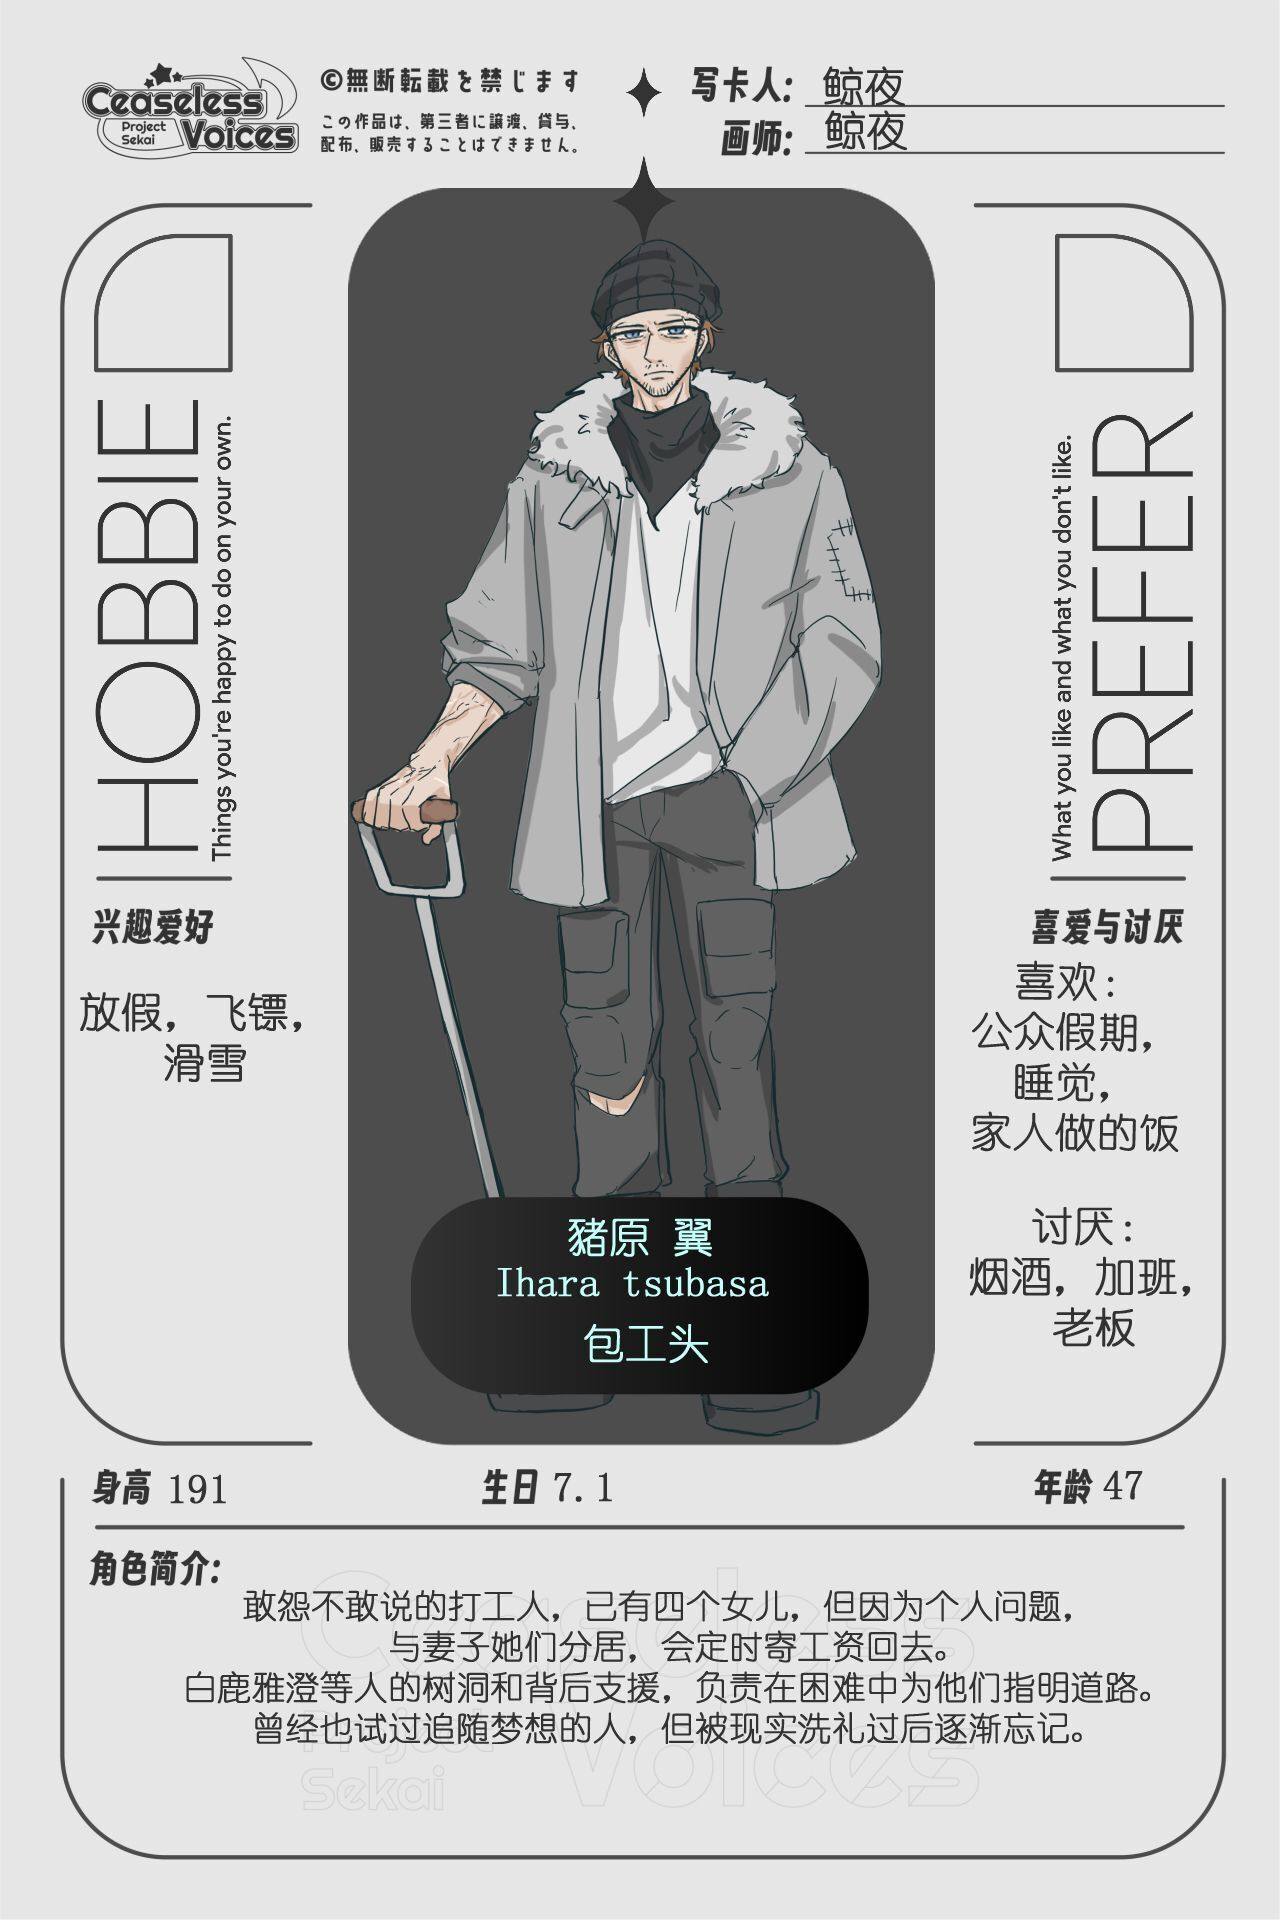 Ceaseless
Project
Sekai
Voices
©無断転載を禁じます
この作品は、第三者に譲渡、貸与、
配布、販売することはできません。
写卡人: 鲸夜
画师: 鲸夜
HOBBIE
Things you're happy to do on your own.
兴趣爱好
放假，飞镖，
滑雪
PREFER
What you like and what you don't like.
喜爱与讨厌
喜欢：
公众假期，
睡觉，
家人做的饭
讨厌：
烟酒，加班，
老板
豬原 翼
Ihara tsubasa
包工头
身高 191
生日 7.1
年龄 47
角色简介:
敢怨不敢说的打工人，已有四个女儿，但因为个人问题，
与妻子她们分居，会定时寄工资回去。
白鹿雅澄等人的树洞和背后支援，负责在困难中为他们指明道路。
曾经也试过追随梦想的人，但被现实洗礼过后逐渐忘记。
Ceaseless
Project
Sekai
Voices